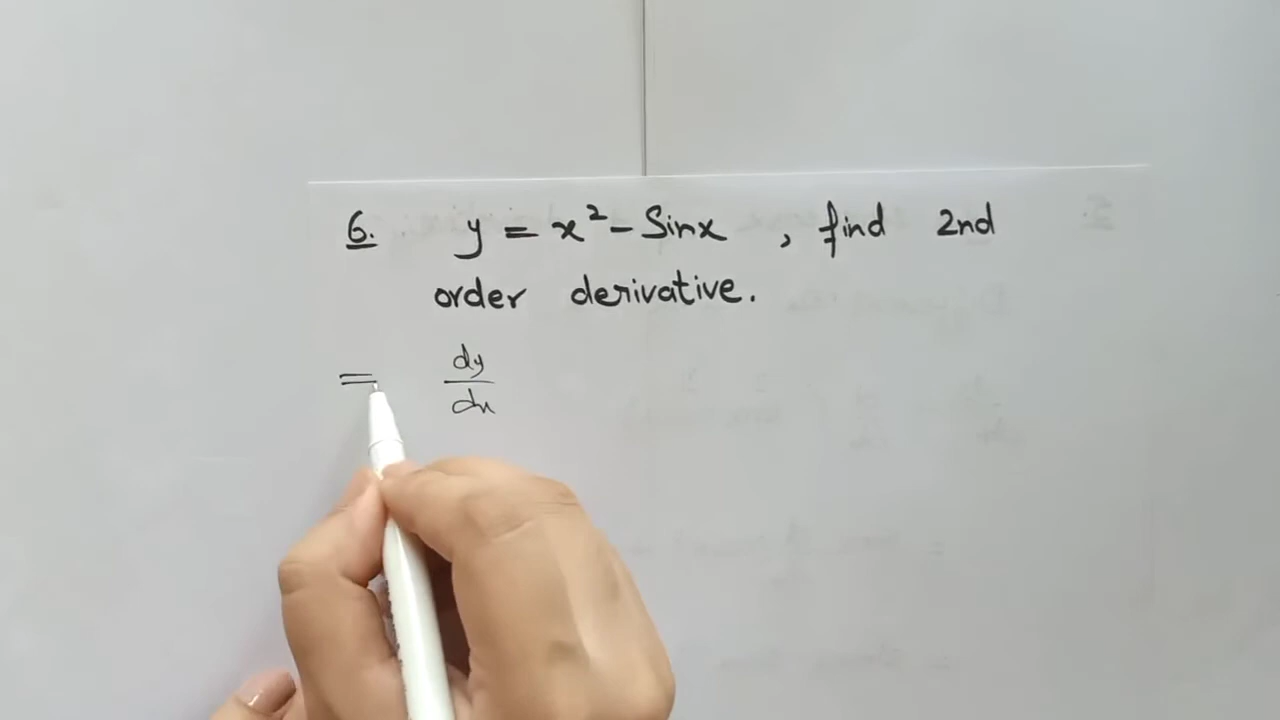 6. y = x² - Sinx , find 2nd
order derivative.
= dy/dx